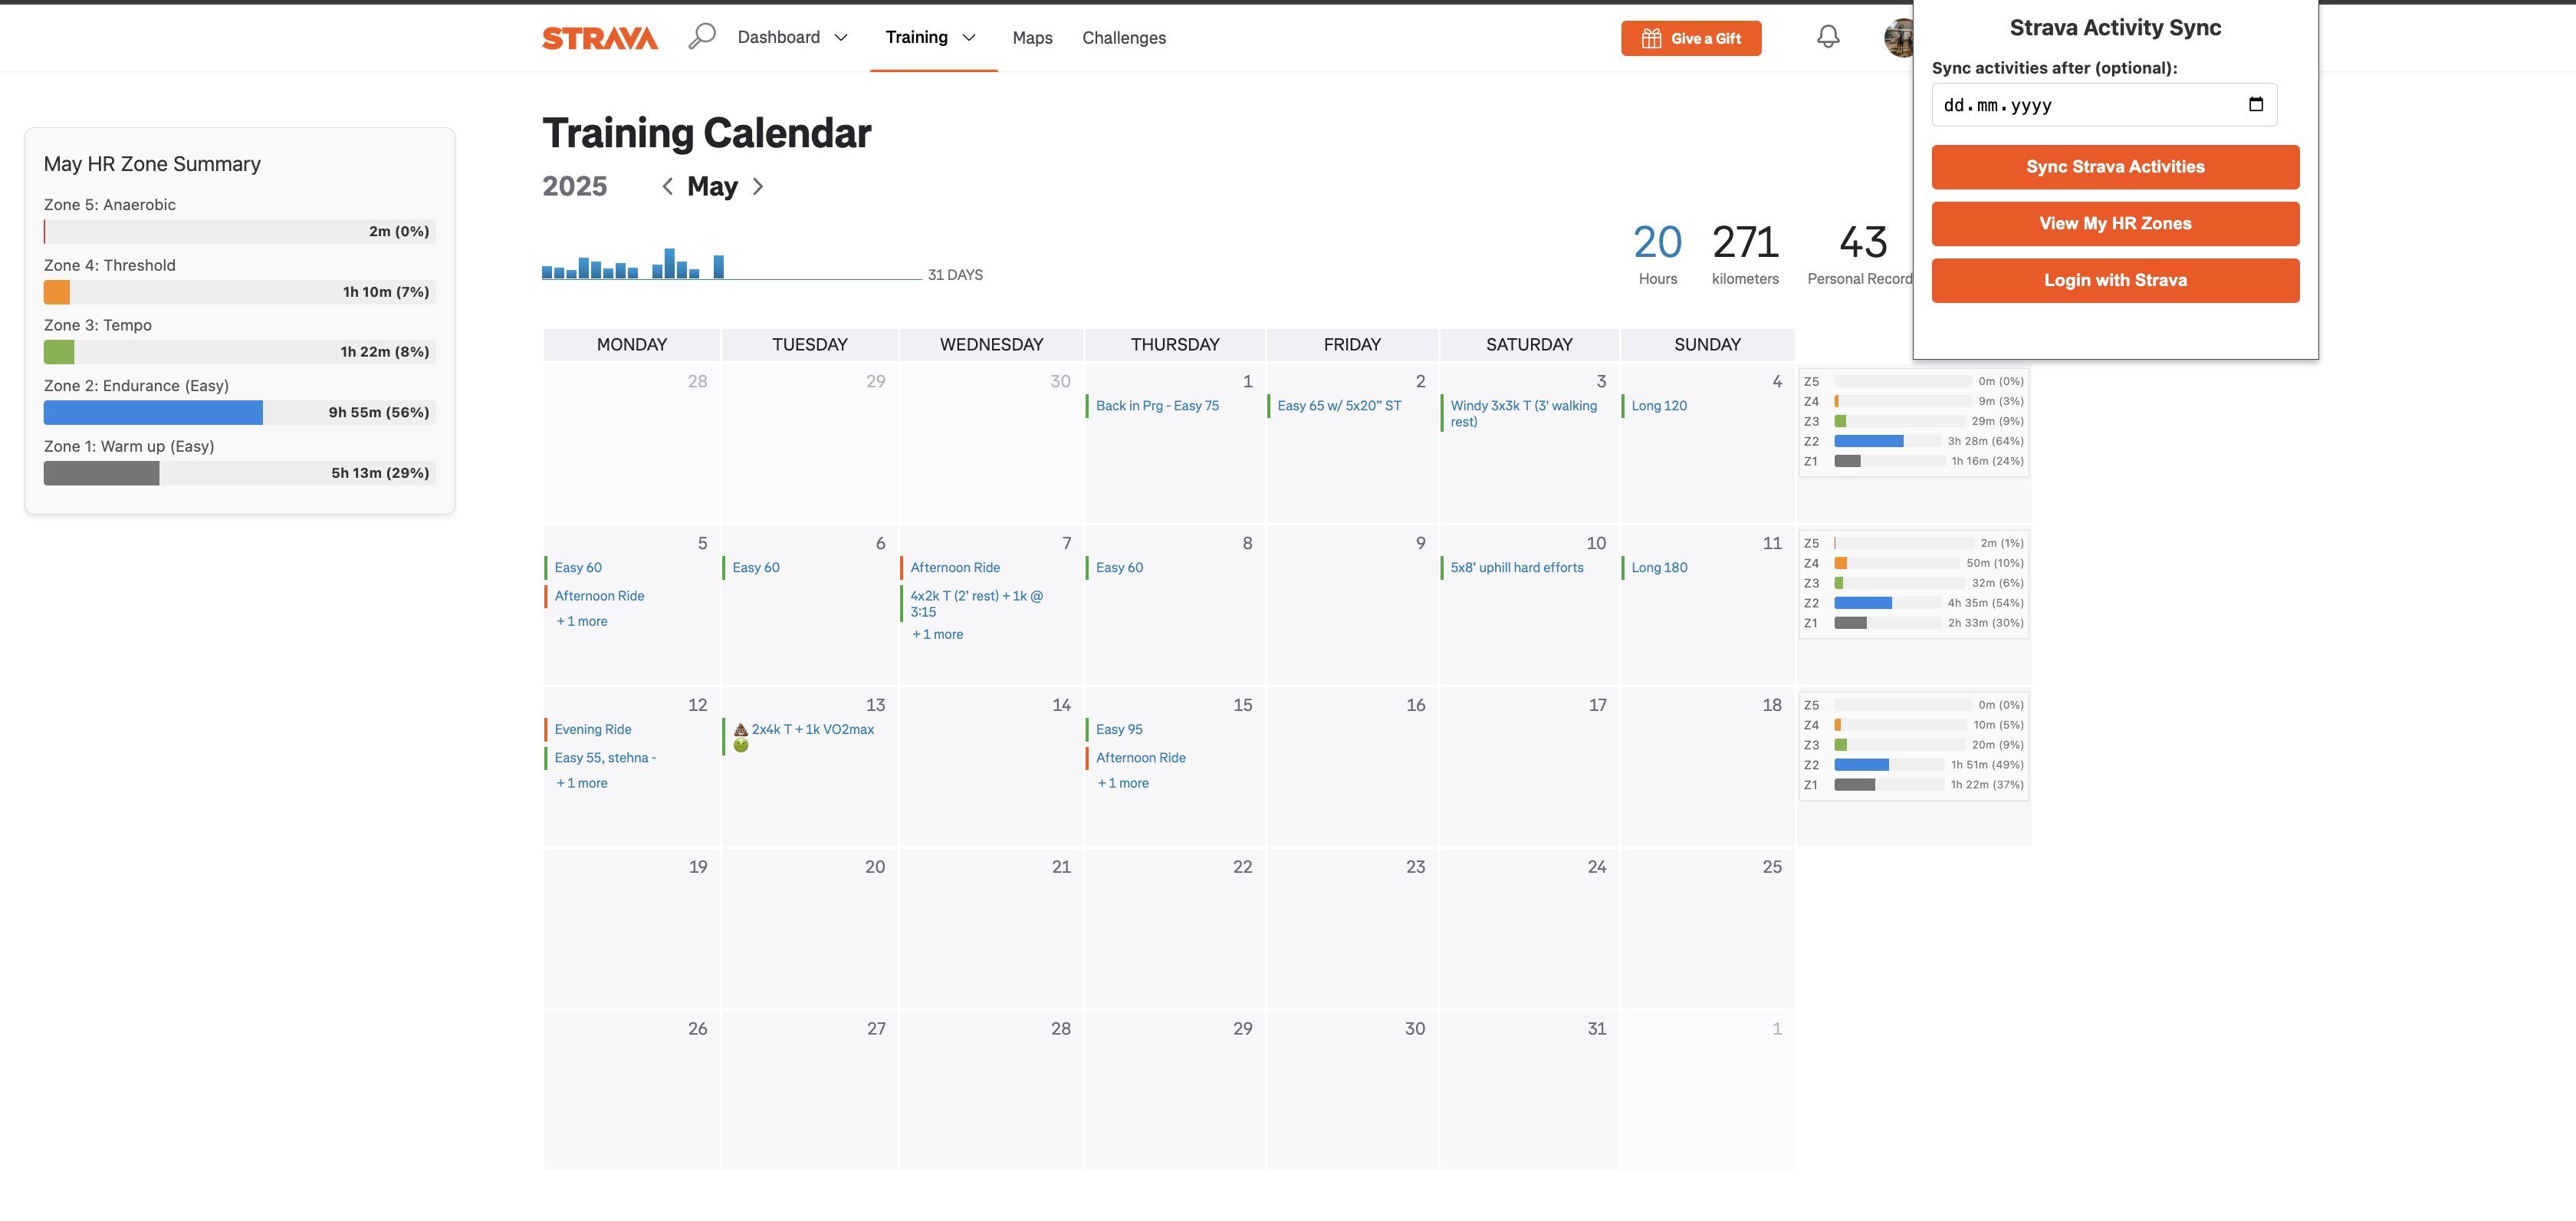 STRAVA
Dashboard
Training
Maps
Challenges
Give a Gift
Strava Activity Sync
Sync activities after (optional):
dd.mm.yyyy
Sync Strava Activities
View My HR Zones
Login with Strava
May HR Zone Summary
Zone 5: Anaerobic
2m (0%)
Zone 4: Threshold
1h 10m (7%)
Zone 3: Tempo
1h 22m (8%)
Zone 2: Endurance (Easy)
9h 55m (56%)
Zone 1: Warm up (Easy)
5h 13m (29%)
Training Calendar
2025 < May >
31 DAYS
20
Hours
271
kilometers
43
Personal Record
MONDAY TUESDAY WEDNESDAY THURSDAY FRIDAY SATURDAY SUNDAY
28
29
30
1
Back in Prg - Easy 75
2
Easy 65 w/ 5x20” ST
3
Windy 3x3k T (3' walking
rest)
4
Long 120
Z5 0m (0%)
Z4 9m (3%)
Z3 29m (9%)
Z2 3h 28m (64%)
Z1 1h 16m (24%)
5
Easy 60
Afternoon Ride
+ 1 more
6
Easy 60
7
Afternoon Ride
4x2k T (2’ rest) + 1k @
3:15
+ 1 more
8
Easy 60
9
10
5x8’ uphill hard efforts
11
Long 180
Z5 2m (1%)
Z4 50m (10%)
Z3 32m (6%)
Z2 4h 35m (54%)
Z1 2h 33m (30%)
12
Evening Ride
Easy 55, stehna -
+ 1 more
13
💩 2x4k T + 1k VO2max
🤢
14
15
Easy 95
Afternoon Ride
+ 1 more
16
17
18
Z5 0m (0%)
Z4 10m (5%)
Z3 20m (9%)
Z2 1h 51m (49%)
Z1 1h 22m (37%)
19
20
21
22
23
24
25
26
27
28
29
30
31
1